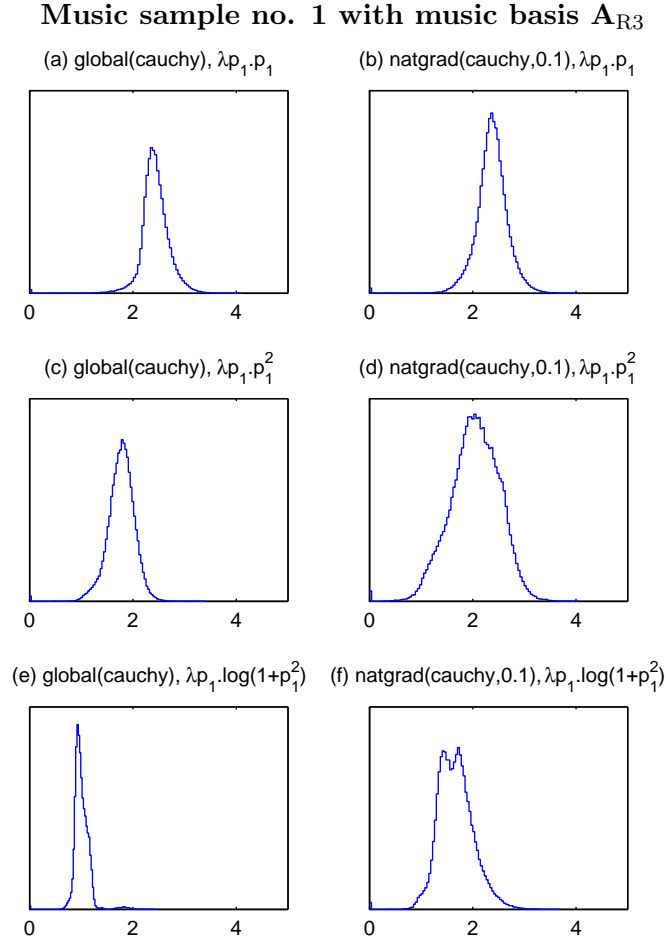 Music sample no. 1 with music basis A_R3
(a) global(cauchy), λp_1.p_1
(b) natgrad(cauchy,0.1), λp_1.p_1
0 2 4
0 2 4
(c) global(cauchy), λp_1.p_1^2
(d) natgrad(cauchy,0.1), λp_1.p_1^2
0 2 4
0 2 4
(e) global(cauchy), λp_1.log(1+p_1^2)
(f) natgrad(cauchy,0.1), λp_1.log(1+p_1^2)
0 2 4
0 2 4